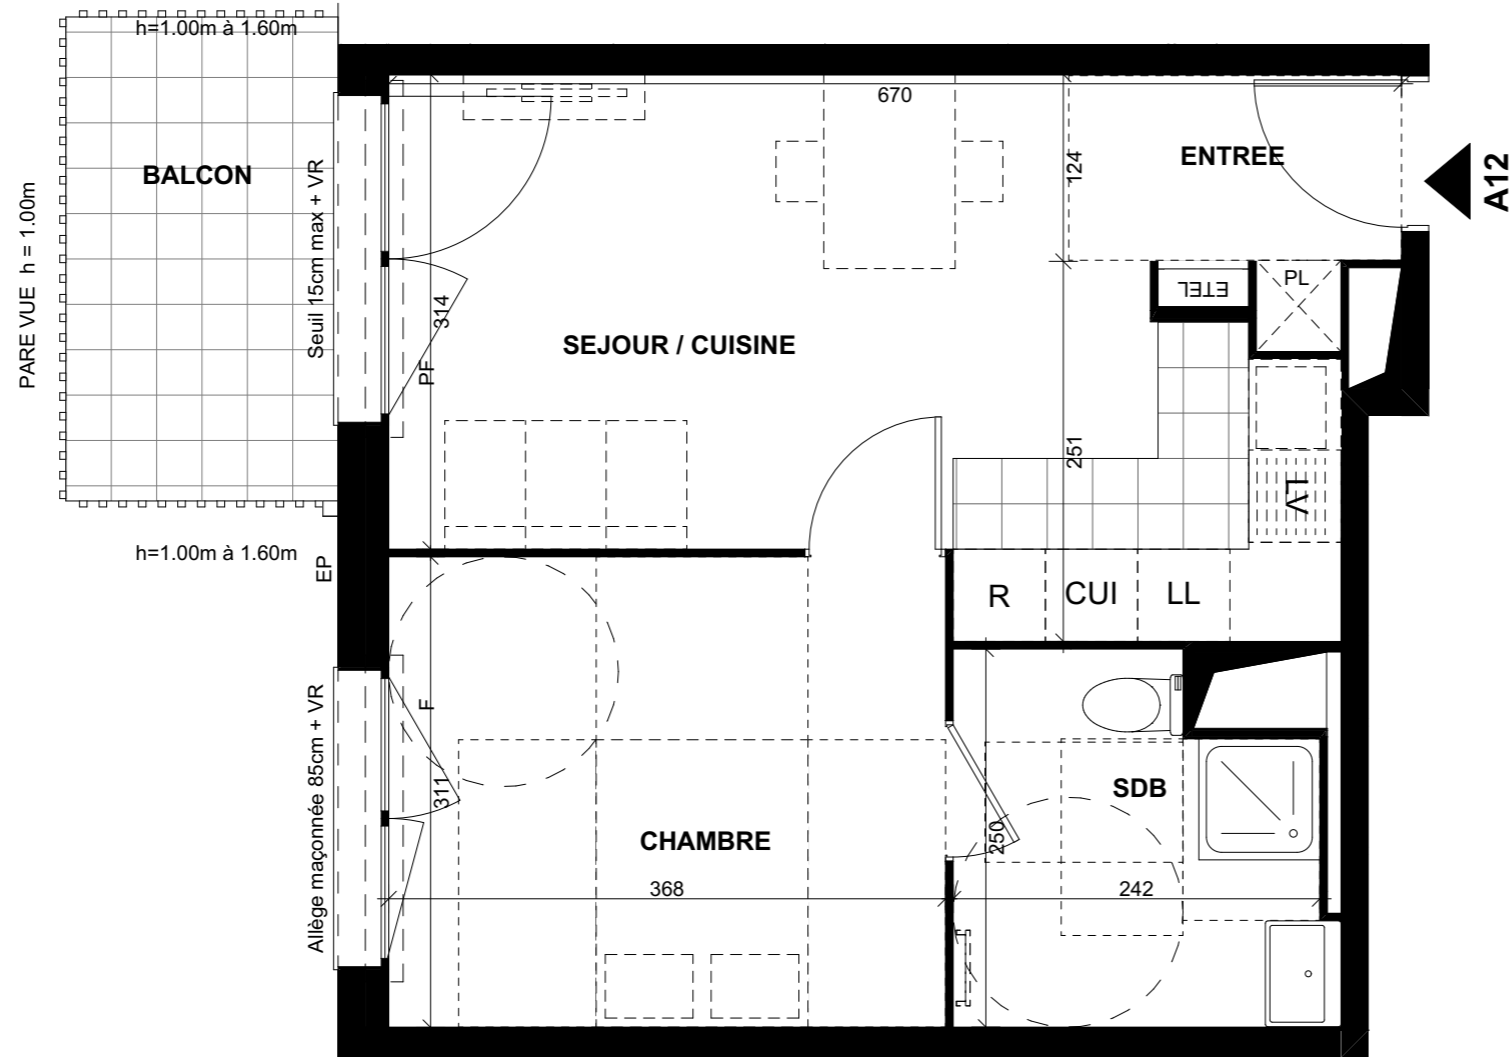 h=1.00m à 1.60m
670
BALCON
ENTREE
124
A12
PARE VUE h = 1.00m
Seuil 15cm max + VR
PL
ETEL
314
SEJOUR / CUISINE
PF
251
LV
h=1.00m à 1.60m
EP
R
CUI
LL
F
Allège maçonnée 85cm + VR
311
SDB
CHAMBRE
250
368
242